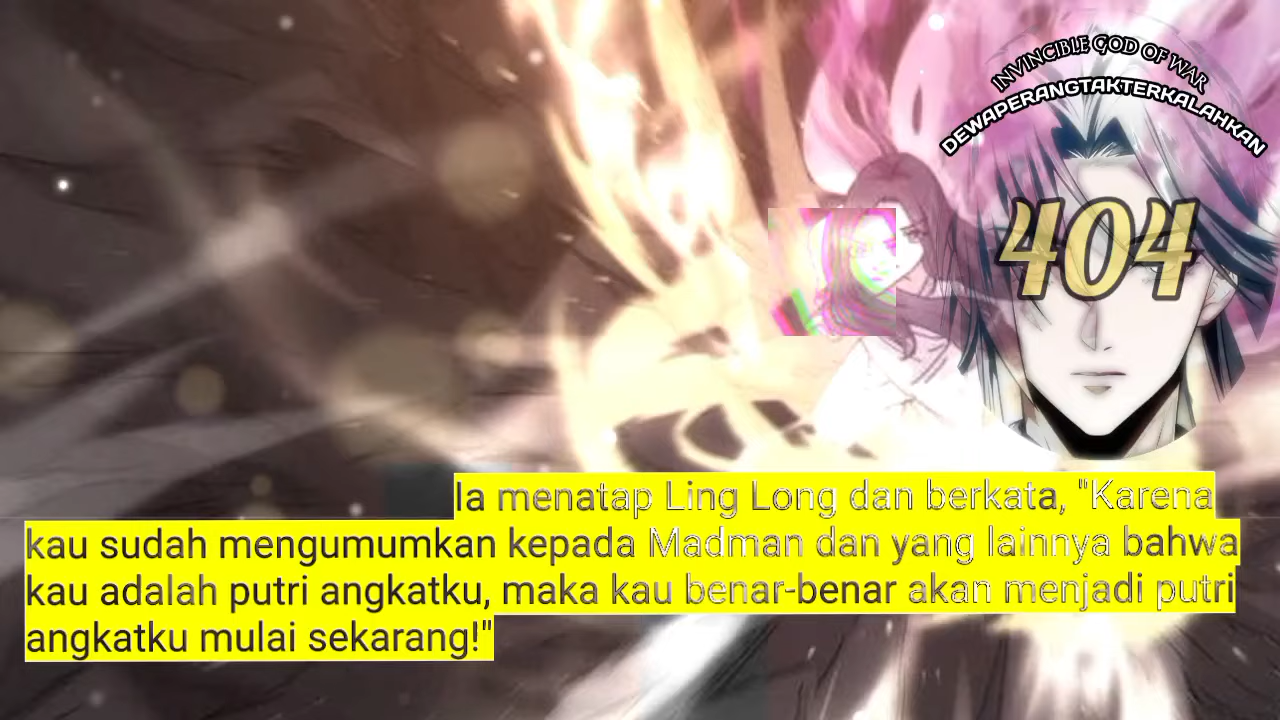 INVINCIBLE GOD OF WAR
DEWAPERANGTAKTERKALAHKAN
404
Ia menatap Ling Long dan berkata, "Karena
kau sudah mengumumkan kepada Madman dan yang lainnya bahwa
kau adalah putri angkatku, maka kau benar-benar akan menjadi putri
angkatku mulai sekarang!"